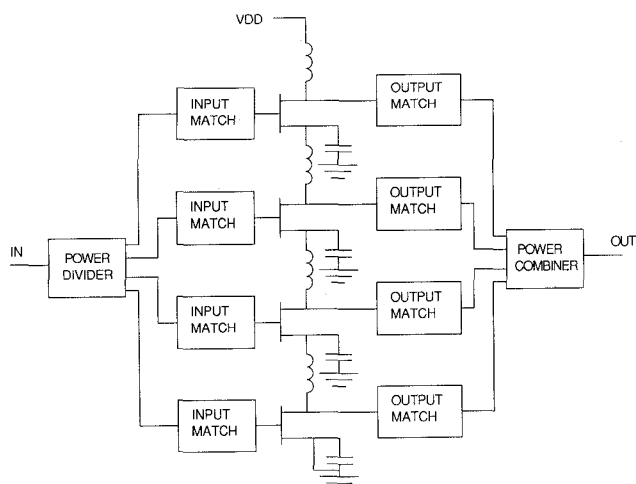 VDD
INPUT
MATCH
OUTPUT
MATCH
INPUT
MATCH
OUTPUT
MATCH
IN
POWER
DIVIDER
POWER
COMBINER
OUT
INPUT
MATCH
OUTPUT
MATCH
INPUT
MATCH
OUTPUT
MATCH